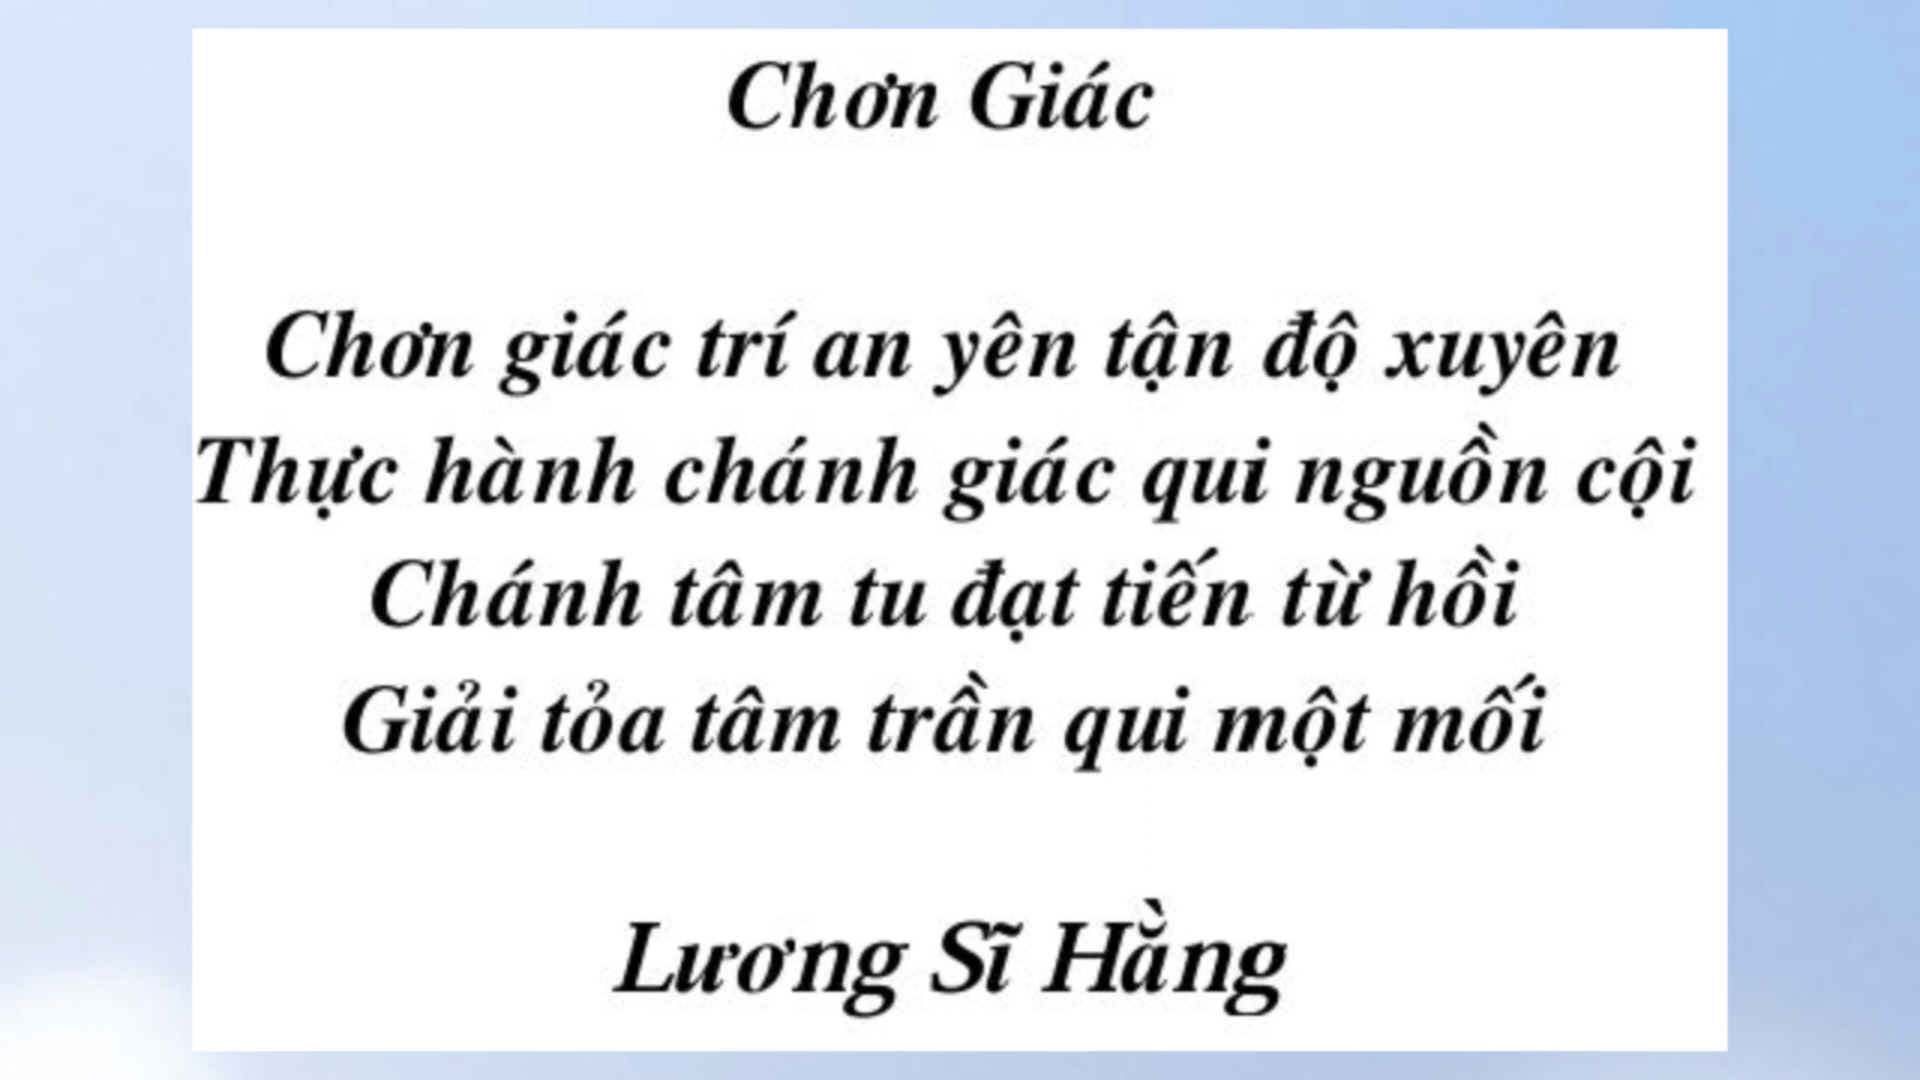 Chơn Giác
Chơn giác trí an yên tận độ xuyên
Thực hành chánh giác qui nguồn cội
Chánh tâm tu đạt tiến từ hồi
Giải tỏa tâm trần qui một mối
Lương Sĩ Hằng